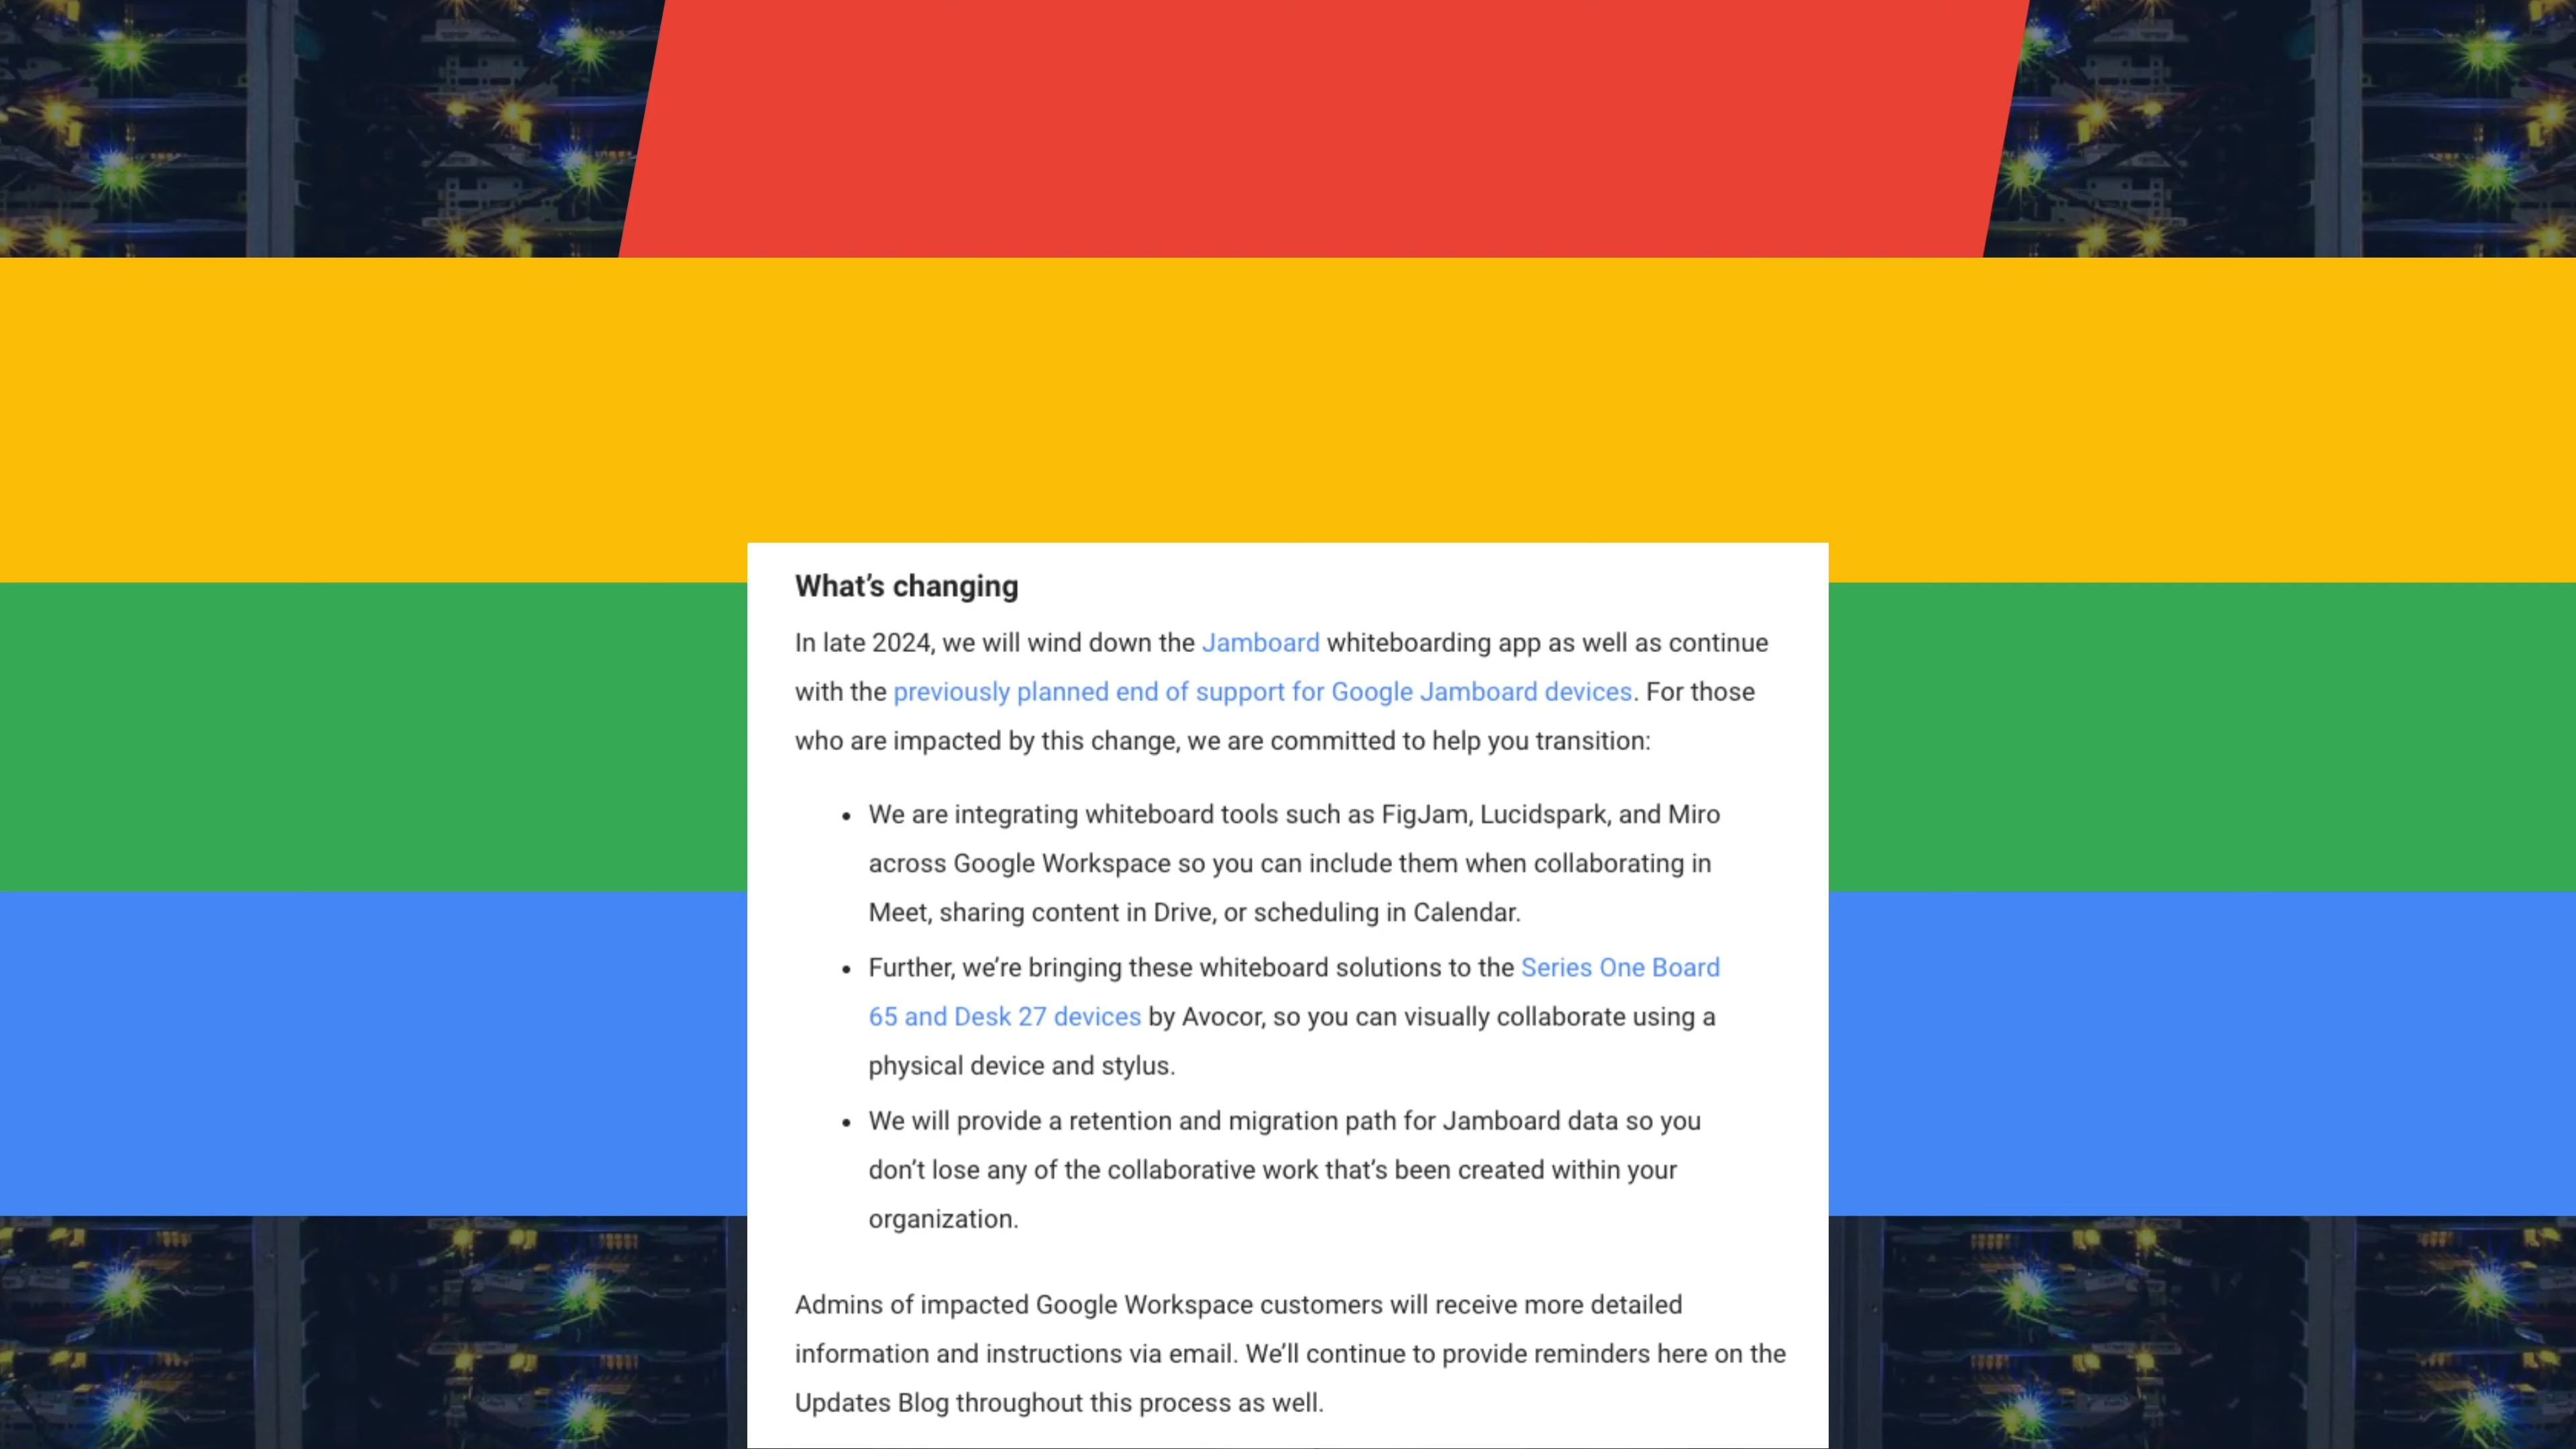 What’s changing
In late 2024, we will wind down the Jamboard whiteboarding app as well as continue
with the previously planned end of support for Google Jamboard devices. For those
who are impacted by this change, we are committed to help you transition:
• We are integrating whiteboard tools such as FigJam, Lucidspark, and Miro
across Google Workspace so you can include them when collaborating in
Meet, sharing content in Drive, or scheduling in Calendar.
• Further, we’re bringing these whiteboard solutions to the Series One Board
65 and Desk 27 devices by Avocor, so you can visually collaborate using a
physical device and stylus.
• We will provide a retention and migration path for Jamboard data so you
don’t lose any of the collaborative work that’s been created within your
organization.
Admins of impacted Google Workspace customers will receive more detailed
information and instructions via email. We’ll continue to provide reminders here on the
Updates Blog throughout this process as well.